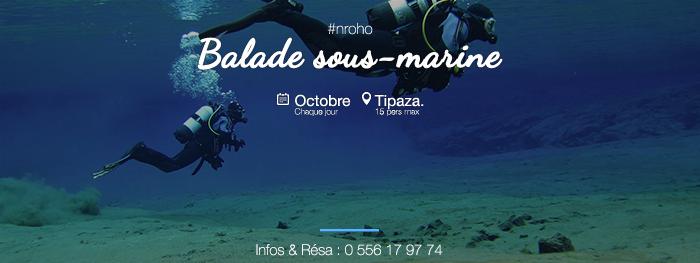 #nroho
Balade sous-marine
Octobre
Chaque jour
Tipaza.
15 pers max
Infos & Résa : 0 556 17 97 74